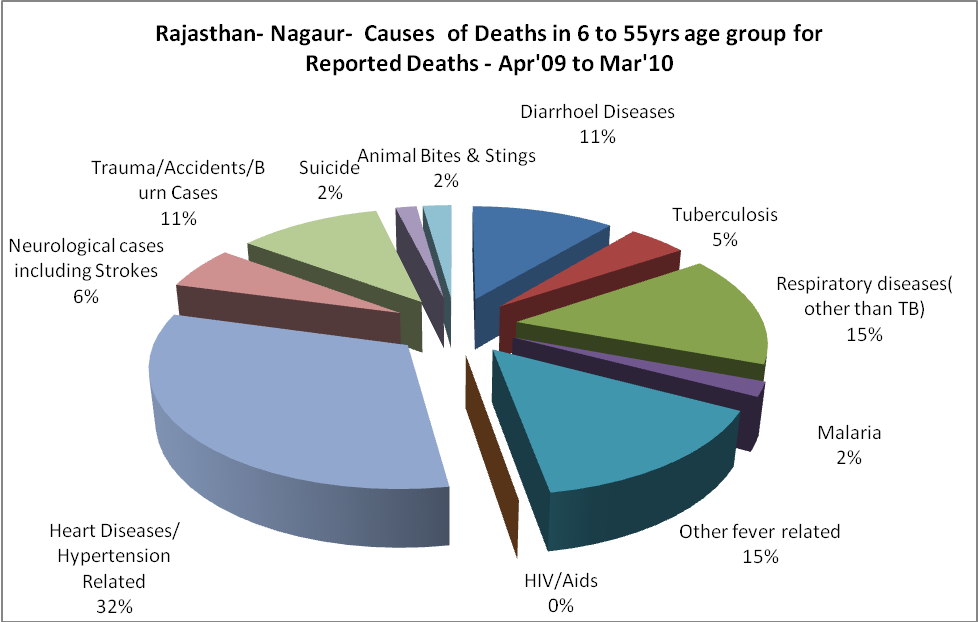 Rajasthan- Nagaur-  Causes  of Deaths in 6 to 55yrs age group for
Reported Deaths - Apr'09 to Mar'10
Diarrhoel Diseases
11%
Tuberculosis
5%
Respiratory diseases(
other than TB)
15%
Malaria
2%
Other fever related
15%
HIV/Aids
0%
Heart Diseases/
Hypertension
Related
32%
Neurological cases
including Strokes
6%
Trauma/Accidents/B
urn Cases
11%
Suicide
2%
Animal Bites & Stings
2%